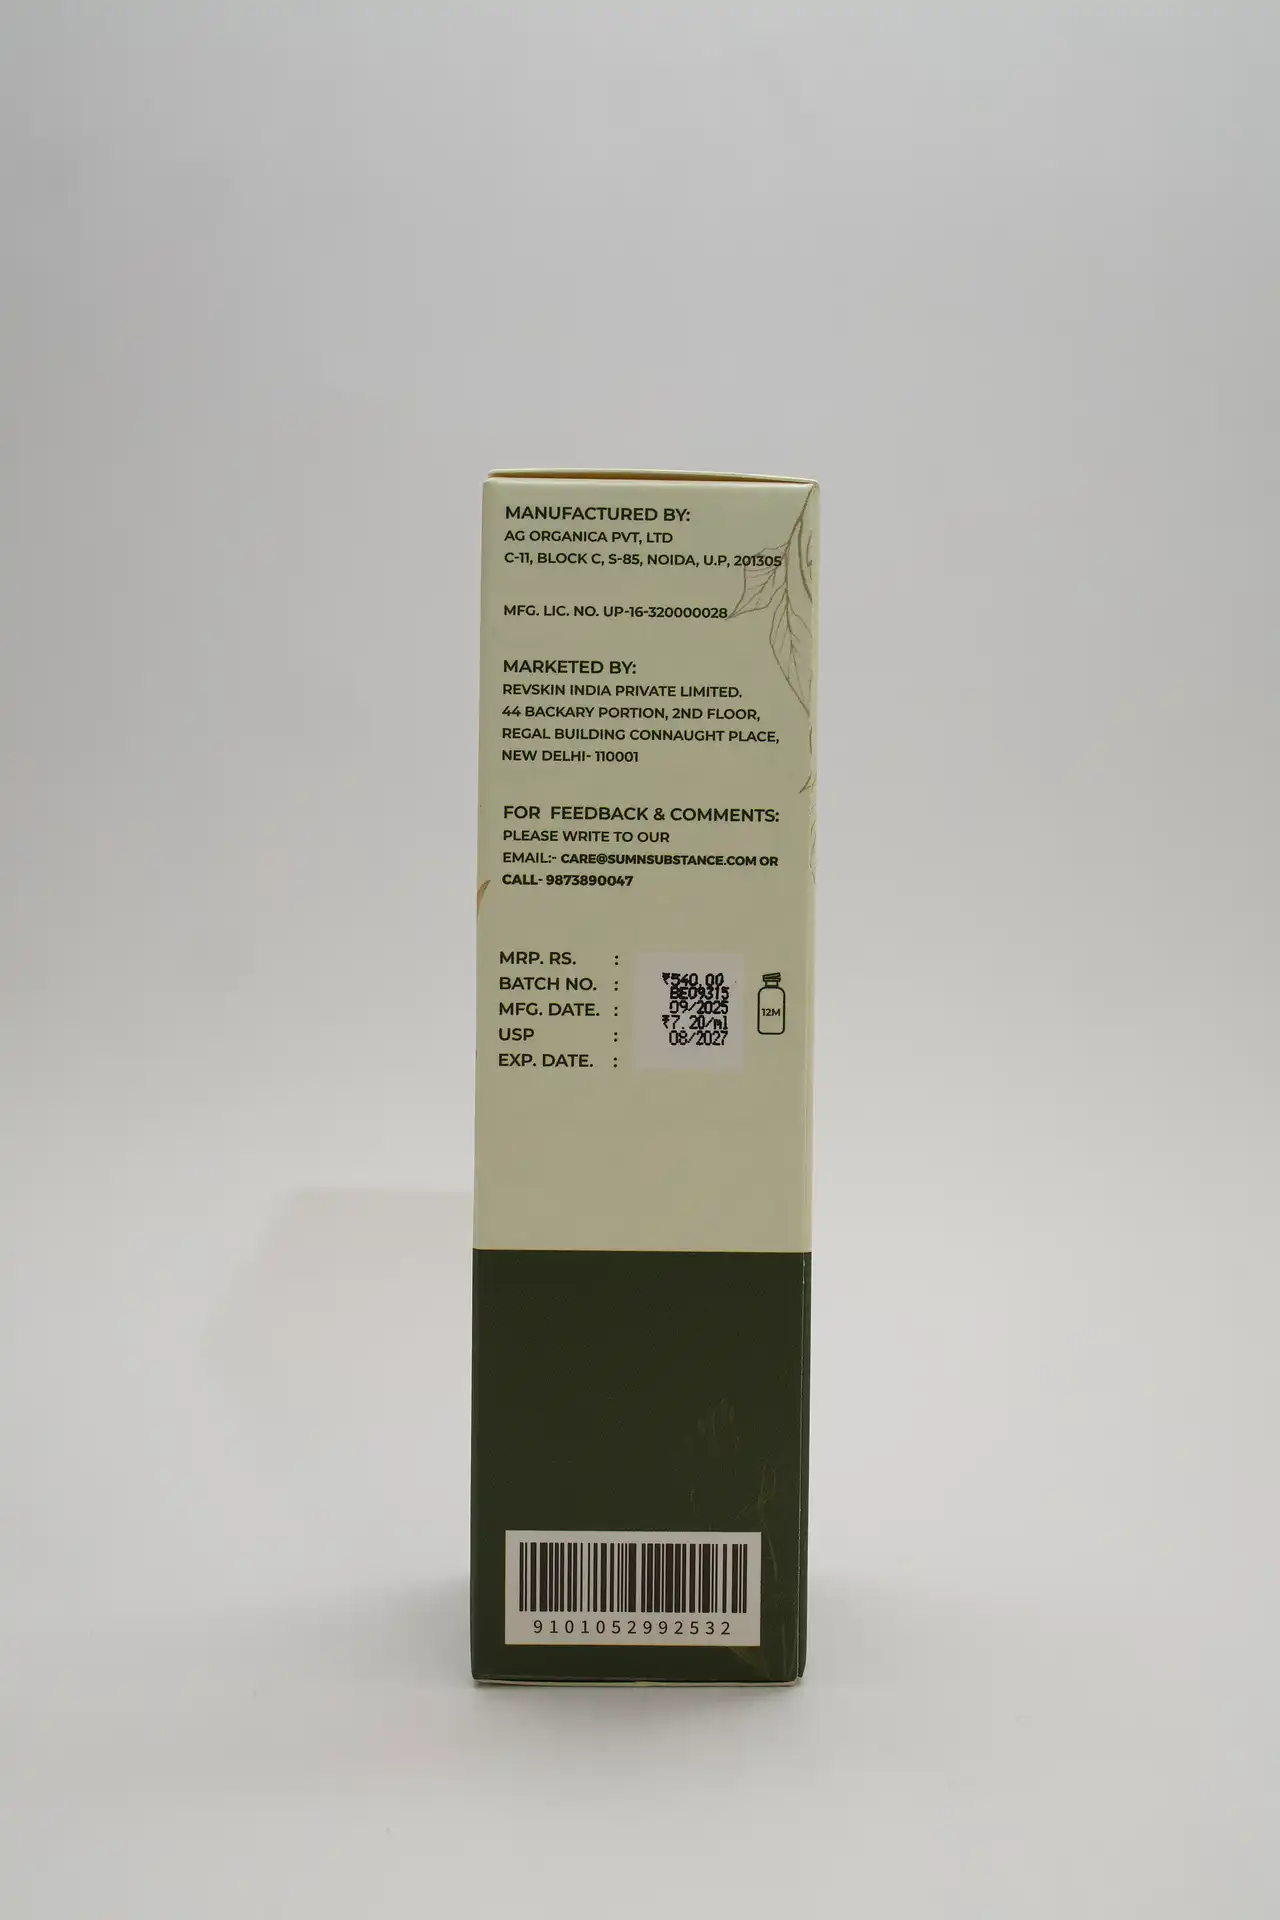 MANUFACTURED BY:
AG ORGANICA PVT, LTD
C-11, BLOCK C, S-85, NOIDA, U.P, 201305
MFG. LIC. NO. UP-16-320000028
MARKETED BY:
REVSKIN INDIA PRIVATE LIMITED.
44 BACKARY PORTION, 2ND FLOOR,
REGAL BUILDING CONNAUGHT PLACE,
NEW DELHI- 110001
FOR FEEDBACK & COMMENTS:
PLEASE WRITE TO OUR
EMAIL:- CARE@SUMNSUBSTANCE.COM OR
CALL- 9873890047
MRP. RS. :
BATCH NO. :
MFG. DATE. :
USP :
EXP. DATE. :
₹540.00
BE09315
09/2025
₹7.20/ml
08/2027
12M
9101052992532